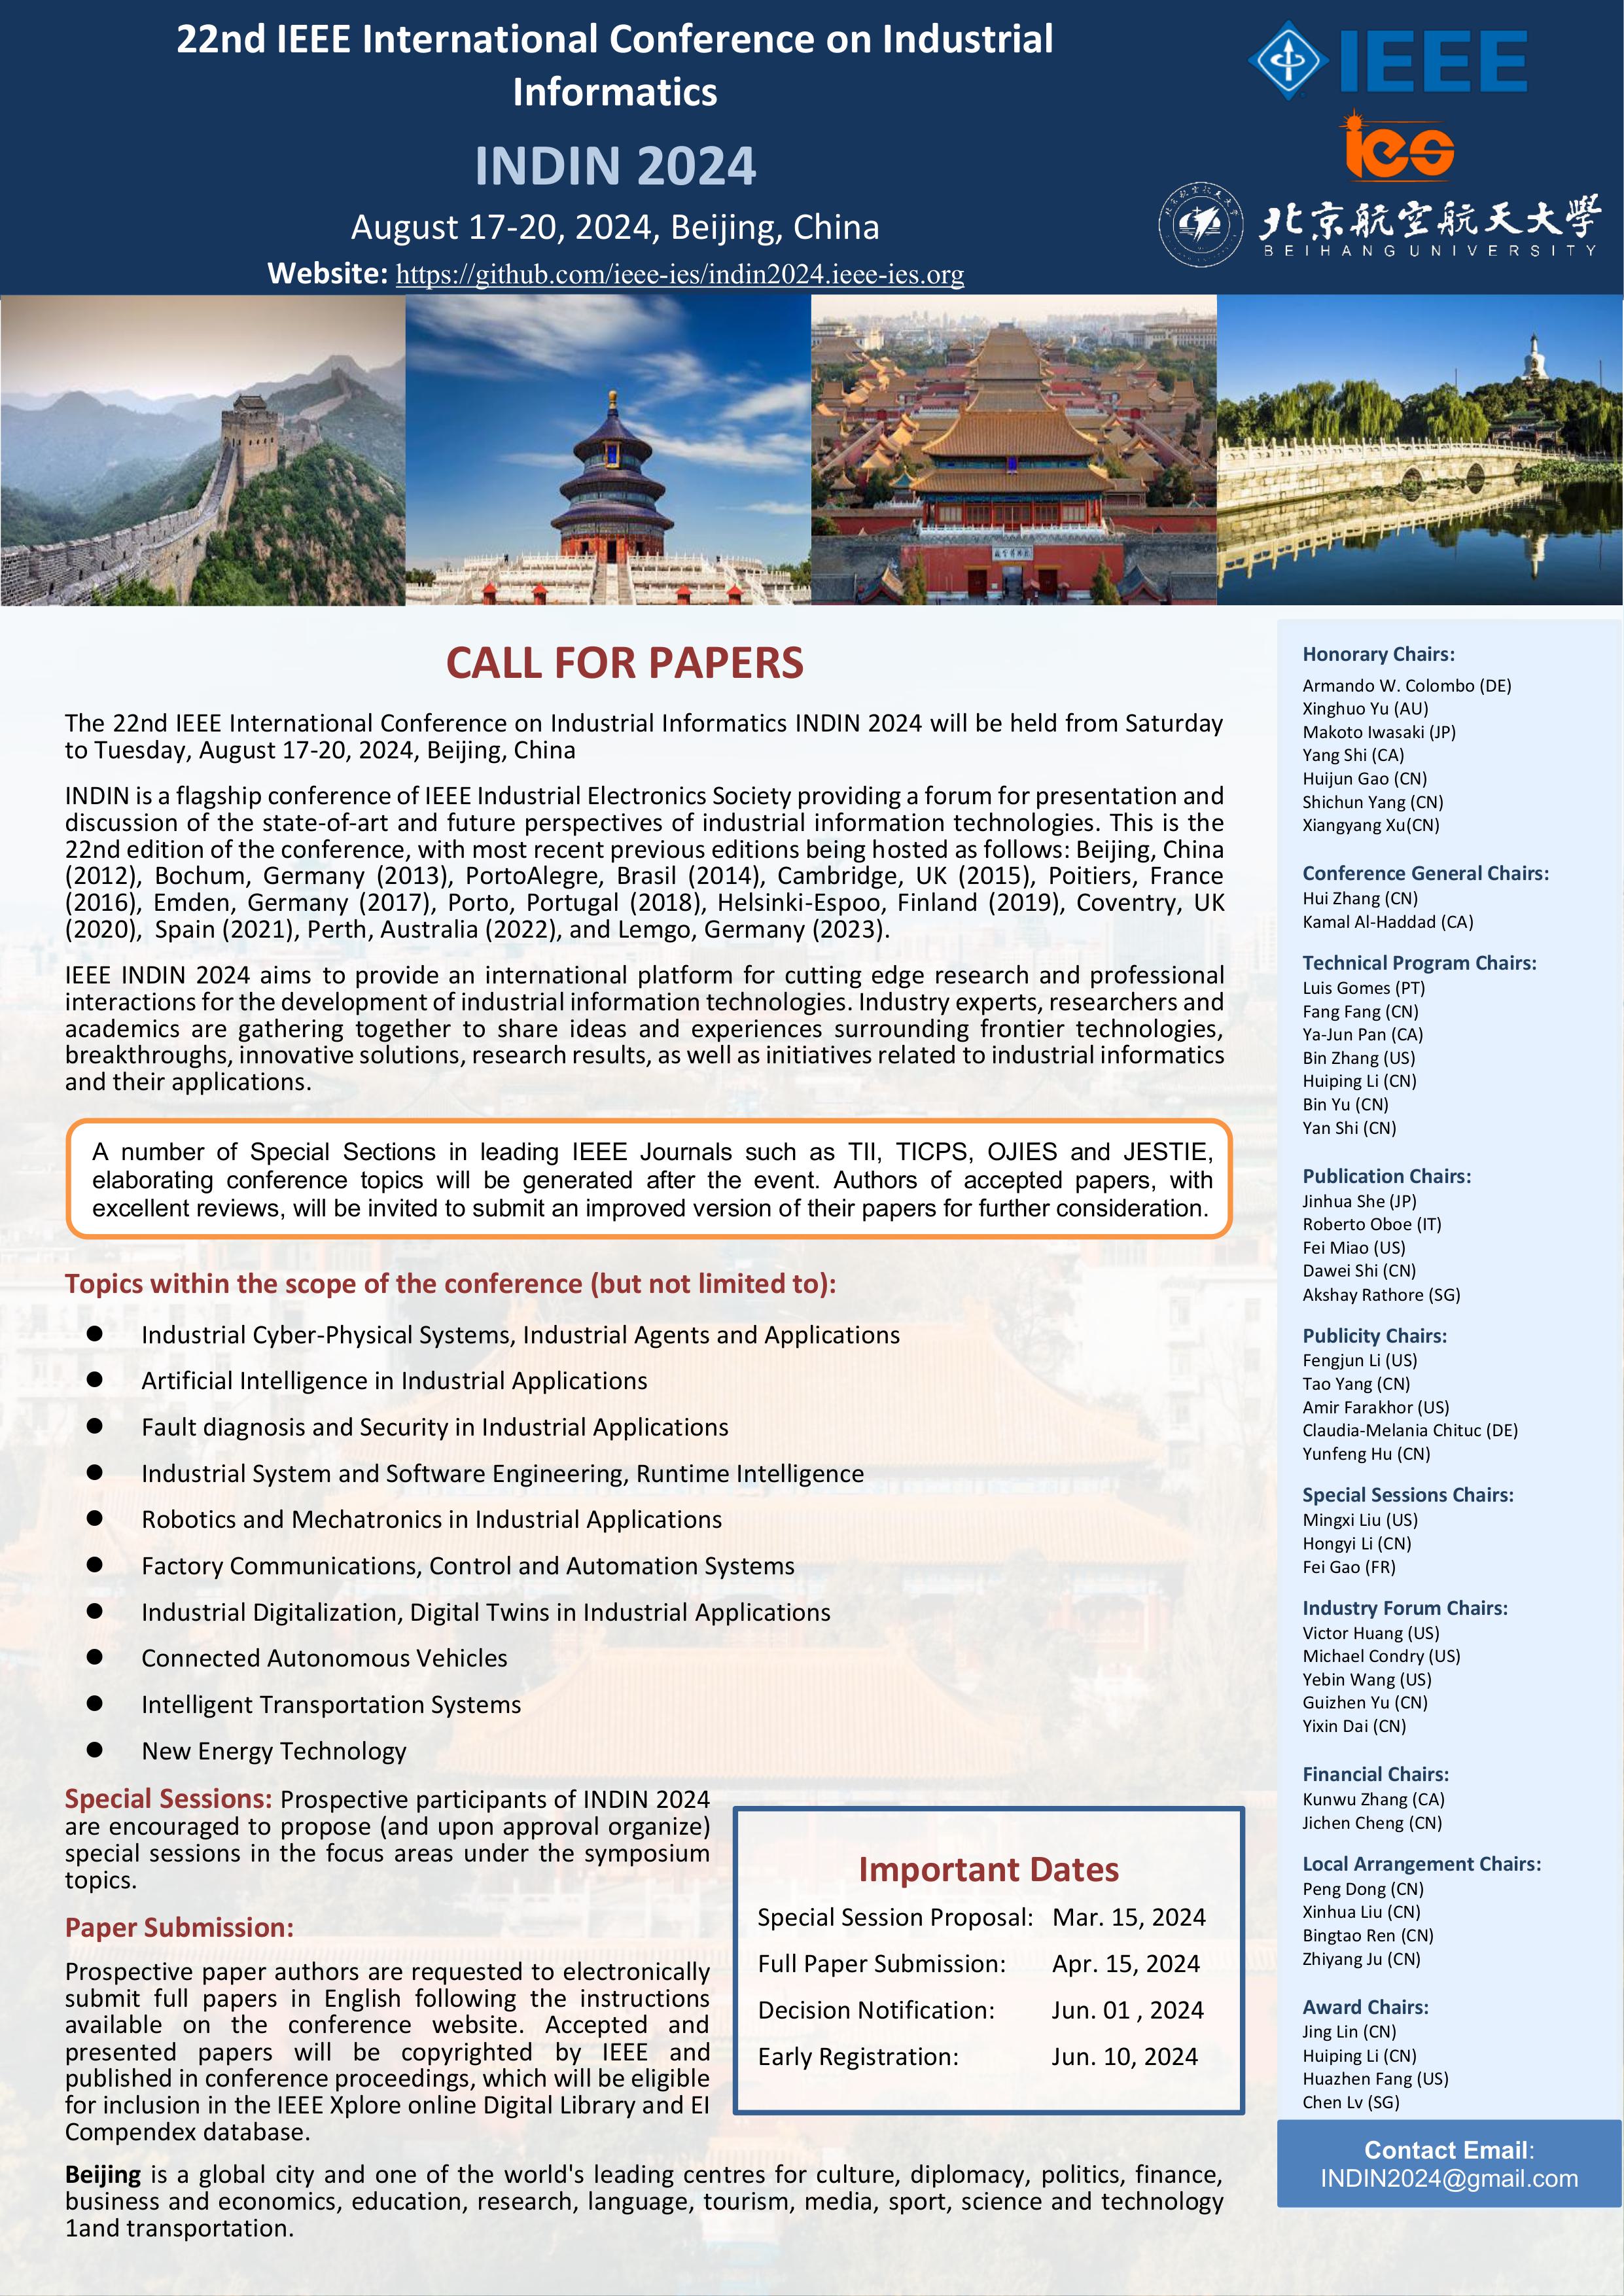 22nd IEEE International Conference on Industrial
Informatics
INDIN 2024
August 17-20, 2024, Beijing, China
Website: https://github.com/ieee-ies/indin2024.ieee-ies.org
IEEE
ies
北京航空航天大學
BEIHANG UNIVERSITY
故宫博物院
CALL FOR PAPERS
The 22nd IEEE International Conference on Industrial Informatics INDIN 2024 will be held from Saturday
to Tuesday, August 17-20, 2024, Beijing, China
INDIN is a flagship conference of IEEE Industrial Electronics Society providing a forum for presentation and
discussion of the state-of-art and future perspectives of industrial information technologies. This is the
22nd edition of the conference, with most recent previous editions being hosted as follows: Beijing, China
(2012), Bochum, Germany (2013), PortoAlegre, Brasil (2014), Cambridge, UK (2015), Poitiers, France
(2016), Emden, Germany (2017), Porto, Portugal (2018), Helsinki-Espoo, Finland (2019), Coventry, UK
(2020), Spain (2021), Perth, Australia (2022), and Lemgo, Germany (2023).
IEEE INDIN 2024 aims to provide an international platform for cutting edge research and professional
interactions for the development of industrial information technologies. Industry experts, researchers and
academics are gathering together to share ideas and experiences surrounding frontier technologies,
breakthroughs, innovative solutions, research results, as well as initiatives related to industrial informatics
and their applications.
A number of Special Sections in leading IEEE Journals such as TII, TICPS, OJIES and JESTIE,
elaborating conference topics will be generated after the event. Authors of accepted papers, with
excellent reviews, will be invited to submit an improved version of their papers for further consideration.
Topics within the scope of the conference (but not limited to):
● Industrial Cyber-Physical Systems, Industrial Agents and Applications
● Artificial Intelligence in Industrial Applications
● Fault diagnosis and Security in Industrial Applications
● Industrial System and Software Engineering, Runtime Intelligence
● Robotics and Mechatronics in Industrial Applications
● Factory Communications, Control and Automation Systems
● Industrial Digitalization, Digital Twins in Industrial Applications
● Connected Autonomous Vehicles
● Intelligent Transportation Systems
● New Energy Technology
Special Sessions: Prospective participants of INDIN 2024
are encouraged to propose (and upon approval organize)
special sessions in the focus areas under the symposium
topics.
Paper Submission:
Prospective paper authors are requested to electronically
submit full papers in English following the instructions
available on the conference website. Accepted and
presented papers will be copyrighted by IEEE and
published in conference proceedings, which will be eligible
for inclusion in the IEEE Xplore online Digital Library and EI
Compendex database.
Important Dates
Special Session Proposal: Mar. 15, 2024
Full Paper Submission: Apr. 15, 2024
Decision Notification: Jun. 01 , 2024
Early Registration: Jun. 10, 2024
Beijing is a global city and one of the world's leading centres for culture, diplomacy, politics, finance,
business and economics, education, research, language, tourism, media, sport, science and technology
1and transportation.
Honorary Chairs:
Armando W. Colombo (DE)
Xinghuo Yu (AU)
Makoto Iwasaki (JP)
Yang Shi (CA)
Huijun Gao (CN)
Shichun Yang (CN)
Xiangyang Xu(CN)
Conference General Chairs:
Hui Zhang (CN)
Kamal Al-Haddad (CA)
Technical Program Chairs:
Luis Gomes (PT)
Fang Fang (CN)
Ya-Jun Pan (CA)
Bin Zhang (US)
Huiping Li (CN)
Bin Yu (CN)
Yan Shi (CN)
Publication Chairs:
Jinhua She (JP)
Roberto Oboe (IT)
Fei Miao (US)
Dawei Shi (CN)
Akshay Rathore (SG)
Publicity Chairs:
Fengjun Li (US)
Tao Yang (CN)
Amir Farakhor (US)
Claudia-Melania Chituc (DE)
Yunfeng Hu (CN)
Special Sessions Chairs:
Mingxi Liu (US)
Hongyi Li (CN)
Fei Gao (FR)
Industry Forum Chairs:
Victor Huang (US)
Michael Condry (US)
Yebin Wang (US)
Guizhen Yu (CN)
Yixin Dai (CN)
Financial Chairs:
Kunwu Zhang (CA)
Jichen Cheng (CN)
Local Arrangement Chairs:
Peng Dong (CN)
Xinhua Liu (CN)
Bingtao Ren (CN)
Zhiyang Ju (CN)
Award Chairs:
Jing Lin (CN)
Huiping Li (CN)
Huazhen Fang (US)
Chen Lv (SG)
Contact Email:
INDIN2024@gmail.com